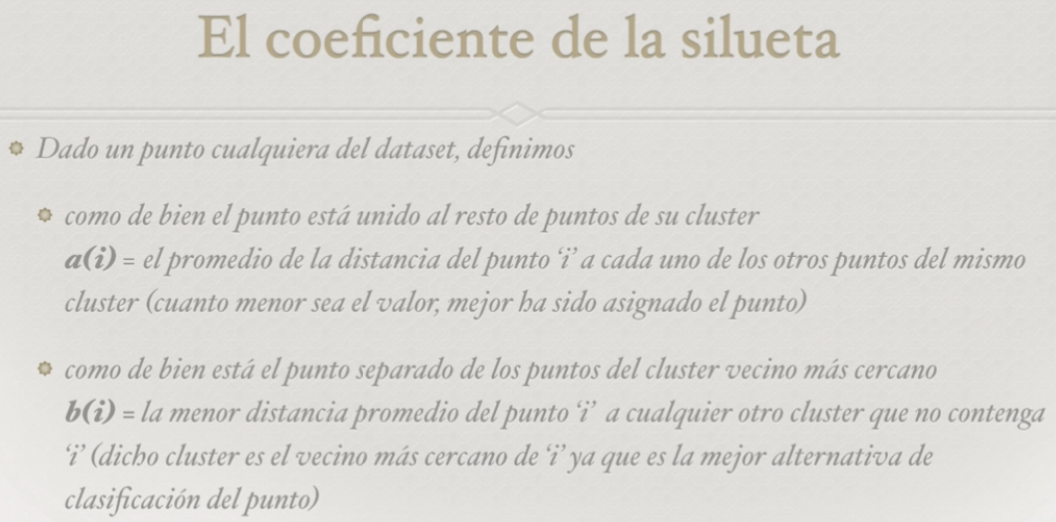 El coeficiente de la silueta
Dado un punto cualquiera del dataset, definimos
como de bien el punto está unido al resto de puntos de su cluster
a(i) = el promedio de la distancia del punto ‘i’ a cada uno de los otros puntos del mismo
cluster (cuanto menor sea el valor, mejor ha sido asignado el punto)
como de bien está el punto separado de los puntos del cluster vecino más cercano
b(i) = la menor distancia promedio del punto ‘i’ a cualquier otro cluster que no contenga
‘i’ (dicho cluster es el vecino más cercano de ‘i’ ya que es la mejor alternativa de
clasificación del punto)